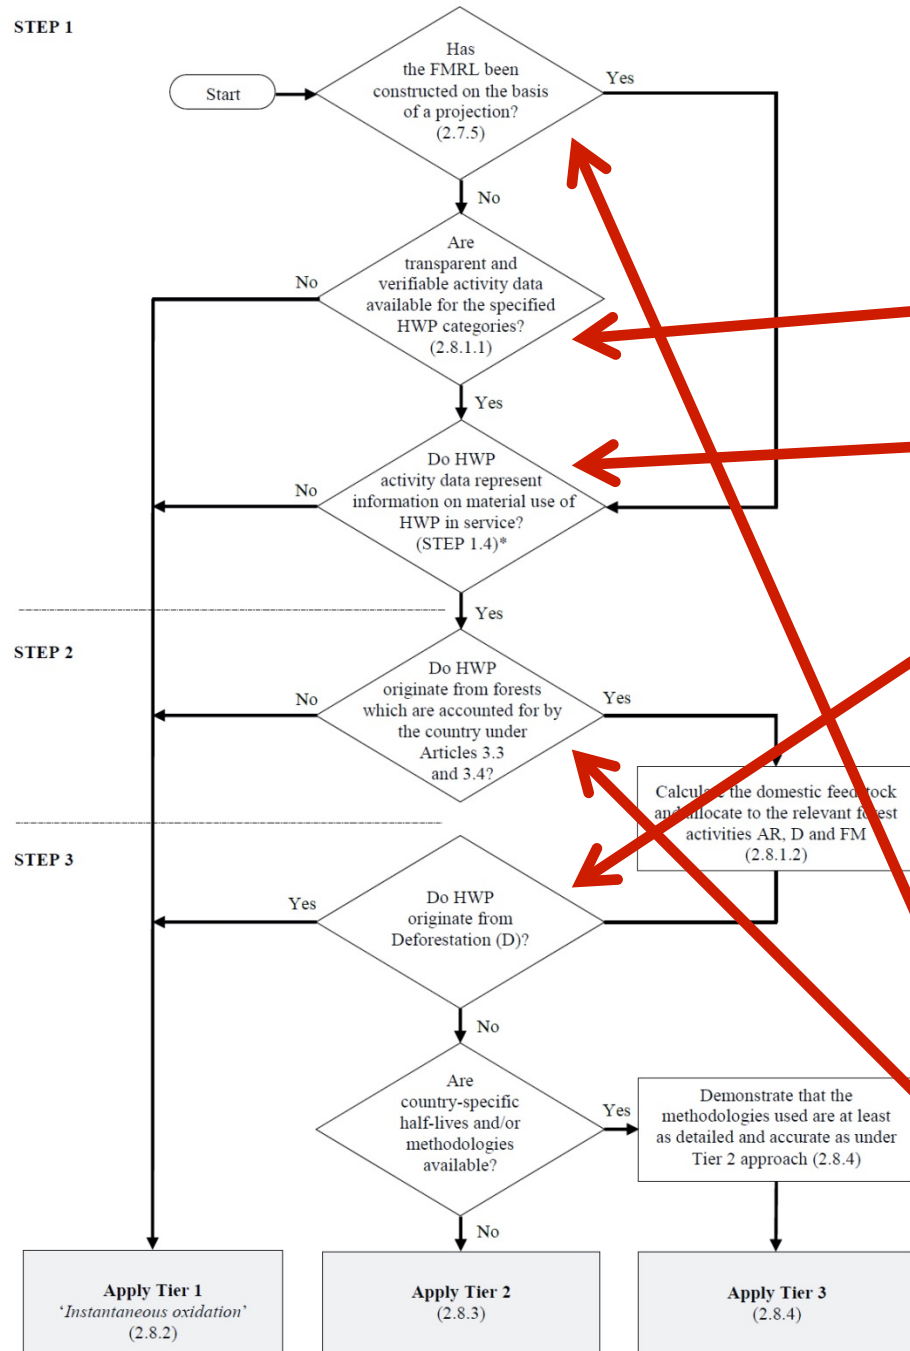 STEP 1
Has
the FMRL been
constructed on the basis
of a projection?
(2.7.5)
Yes
Start
No
Are
transparent and
verifiable activity data
available for the specified
HWP categories?
(2.8.1.1)
No
Yes
Do HWP
activity data represent
information on material use of
HWP in service?
(STEP 1.4)*
No
Yes
STEP 2
Do HWP
originate from forests
which are accounted for by
the country under
Articles 3.3
and 3.4?
No
Yes
Calculate the domestic feedstock
and allocate to the relevant forest
activities AR, D and FM
(2.8.1.2)
STEP 3
Do HWP
originate from
Deforestation (D)?
Yes
No
Are
country-specific
half-lives and/or
methodologies
available?
Yes
Demonstrate that the
methodologies used are at least
as detailed and accurate as under
Tier 2 approach (2.8.4)
No
Apply Tier 1
'Instantaneous oxidation'
(2.8.2)
Apply Tier 2
(2.8.3)
Apply Tier 3
(2.8.4)